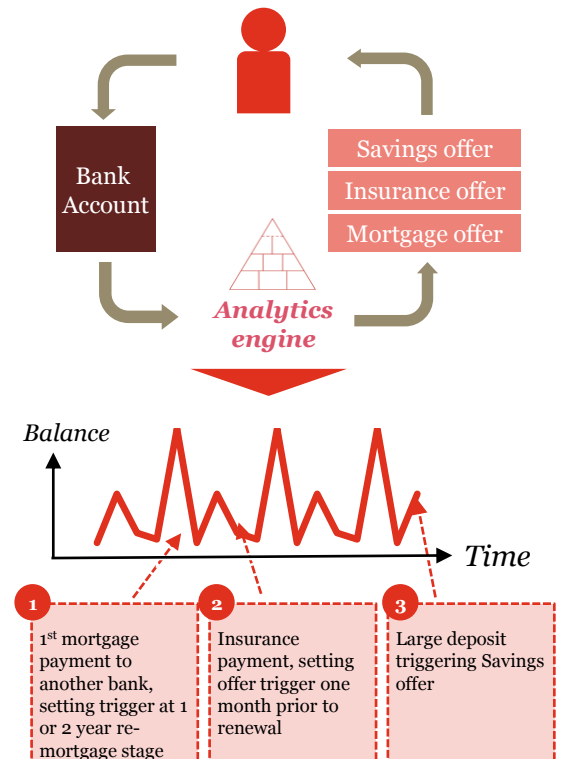 Bank
Account
Savings offer
Insurance offer
Mortgage offer
Analytics
engine
Balance
Time
1
1st mortgage
payment to
another bank,
setting trigger at 1
or 2 year re-
mortgage stage
2
Insurance
payment, setting
offer trigger one
month prior to
renewal
3
Large deposit
triggering Savings
offer